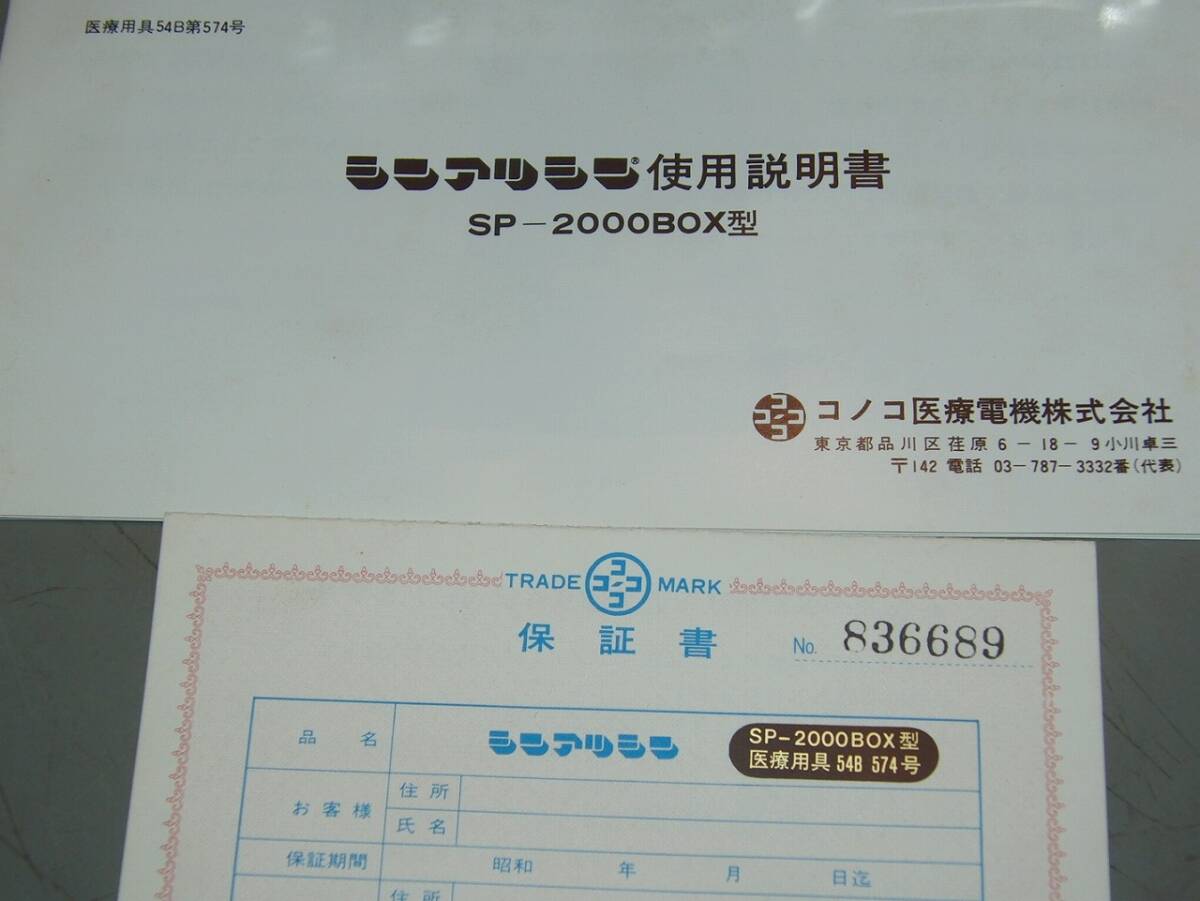 医療用具54B第574号
シンアツシン®使用説明書
SP-2000BOX型
コノコ医療電機株式会社
東京都品川区荏原6-18-9小川卓三
〒142 電話 03-787-3332番(代表)
TRADE MARK
保証書 No. 836689
品名 シンアツシン SP-2000BOX型
医療用具 54B 574号
お客様 住所
氏名
保証期間 昭和 年 月 日迄
住所